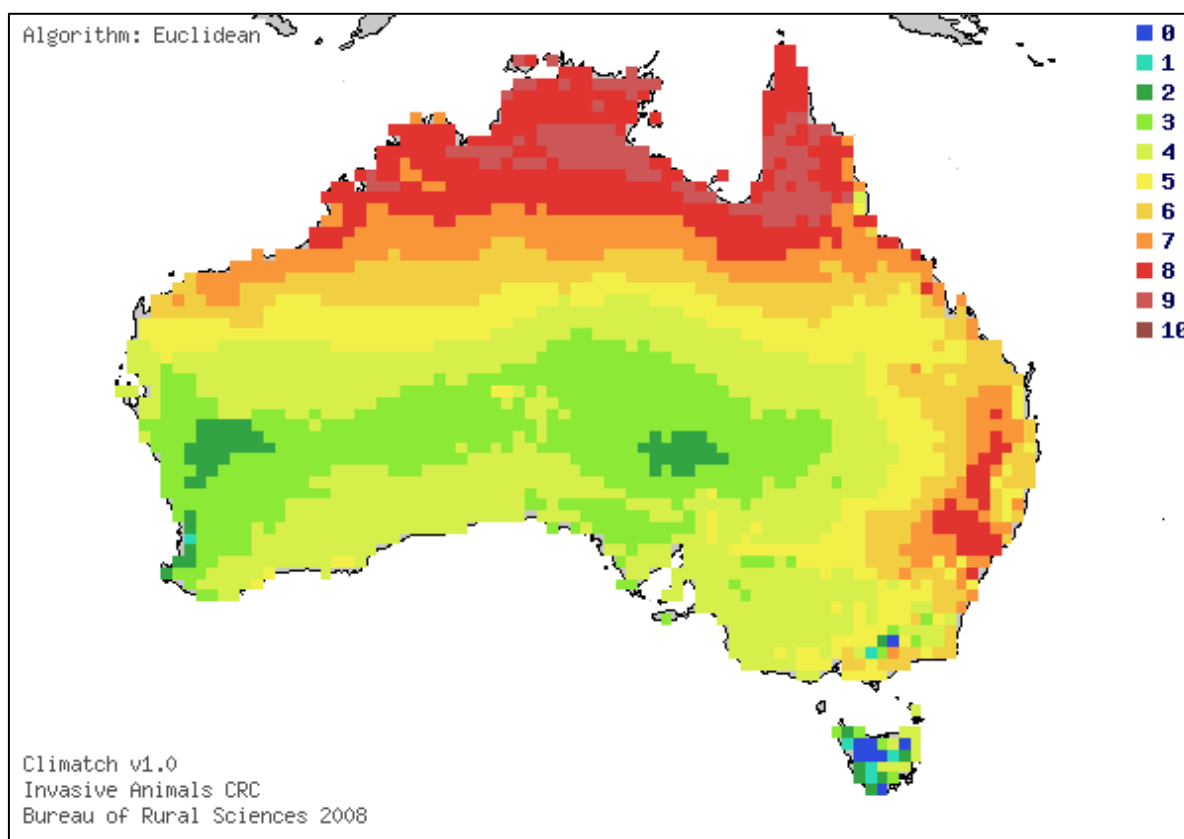 Algorithm: Euclidean
0
1
2
3
4
5
6
7
8
9
10
Climatch v1.0
Invasive Animals CRC
Bureau of Rural Sciences 2008